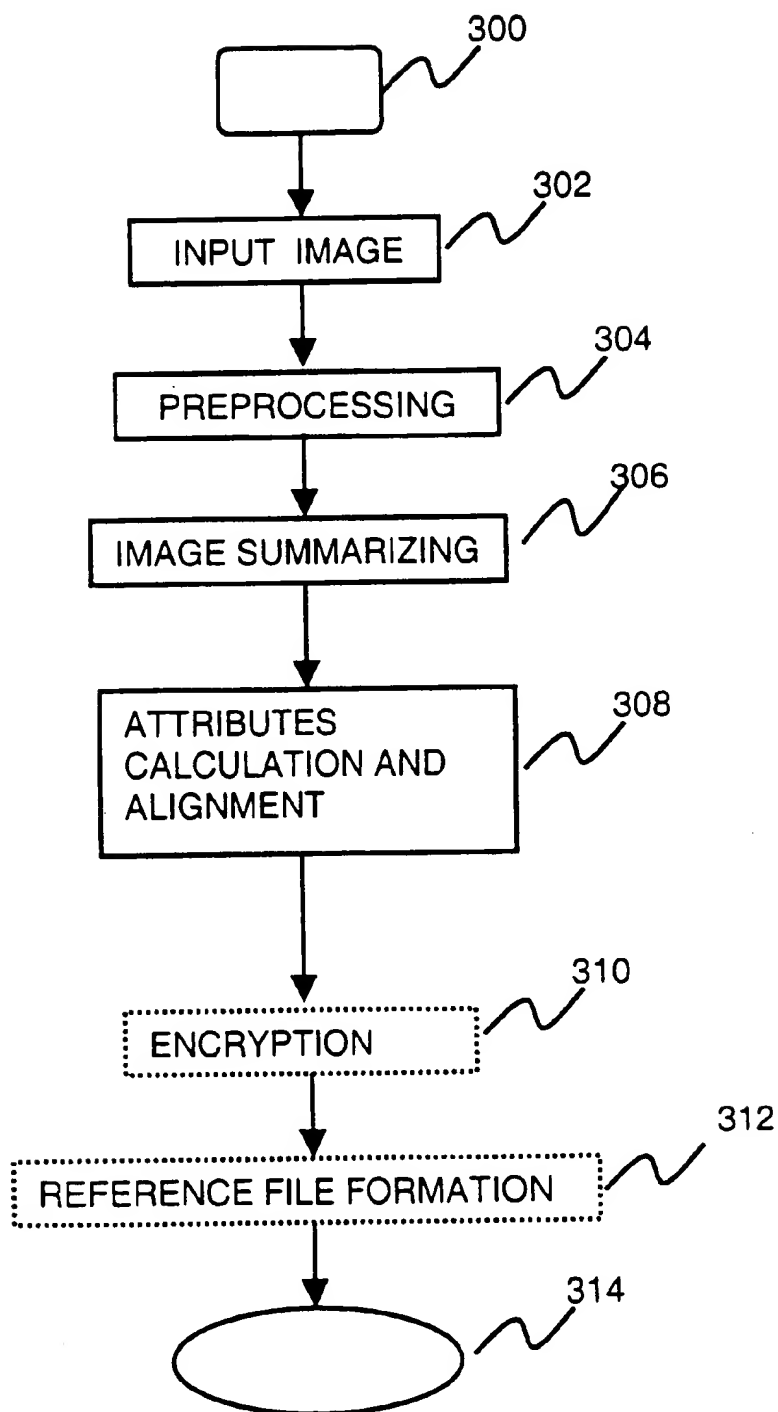 300
302
INPUT IMAGE
304
PREPROCESSING
306
IMAGE SUMMARIZING
308
ATTRIBUTES
CALCULATION AND
ALIGNMENT
310
ENCRYPTION
312
REFERENCE FILE FORMATION
314